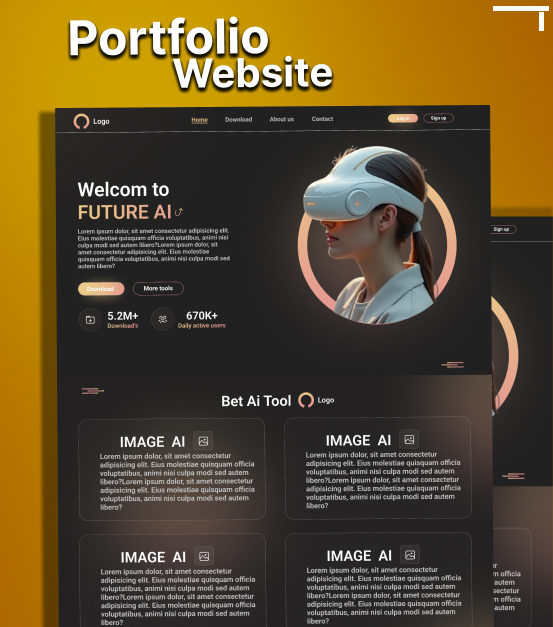 Portfolio
Website
Logo
Home Download About us Contact
Log in Sign up
Welcom to
FUTURE AI
Lorem ipsum dolor, sit amet consectetur adipisicing elit.
Eius molestiae quisquam officia voluptatibus, animi nisi
culpa modi sed autem libero?Lorem ipsum dolor, sit
amet consectetur adipisicing elit. Eius molestiae
quisquam officia voluptatibus, animi nisi culpa modi sed
autem libero?
Download More tools
5.2M+ 670K+
Download's Daily active users
Sign up
Bet Ai Tool Logo
IMAGE AI
Lorem ipsum dolor, sit amet consectetur
adipisicing elit. Eius molestiae quisquam officia
voluptatibus, animi nisi culpa modi sed autem
libero?Lorem ipsum dolor, sit amet consectetur
adipisicing elit. Eius molestiae quisquam officia
voluptatibus, animi nisi culpa modi sed autem
libero?
IMAGE AI
Lorem ipsum dolor, sit amet consectetur
adipisicing elit. Eius molestiae quisquam officia
voluptatibus, animi nisi culpa modi sed autem
libero?Lorem ipsum dolor, sit amet consectetur
adipisicing elit. Eius molestiae quisquam officia
voluptatibus, animi nisi culpa modi sed autem
libero?
IMAGE AI
Lorem ipsum dolor, sit amet consectetur
adipisicing elit. Eius molestiae quisquam officia
voluptatibus, animi nisi culpa modi sed autem
libero?Lorem ipsum dolor, sit amet consectetur
adipisicing elit. Eius molestiae quisquam officia
voluptatibus, animi nisi culpa modi sed autem
IMAGE AI
Lorem ipsum dolor, sit amet consectetur
adipisicing elit. Eius molestiae quisquam officia
voluptatibus, animi nisi culpa modi sed autem
libero?Lorem ipsum dolor, sit amet consectetur
adipisicing elit. Eius molestiae quisquam officia
voluptatibus, animi nisi culpa modi sed autem
libero?